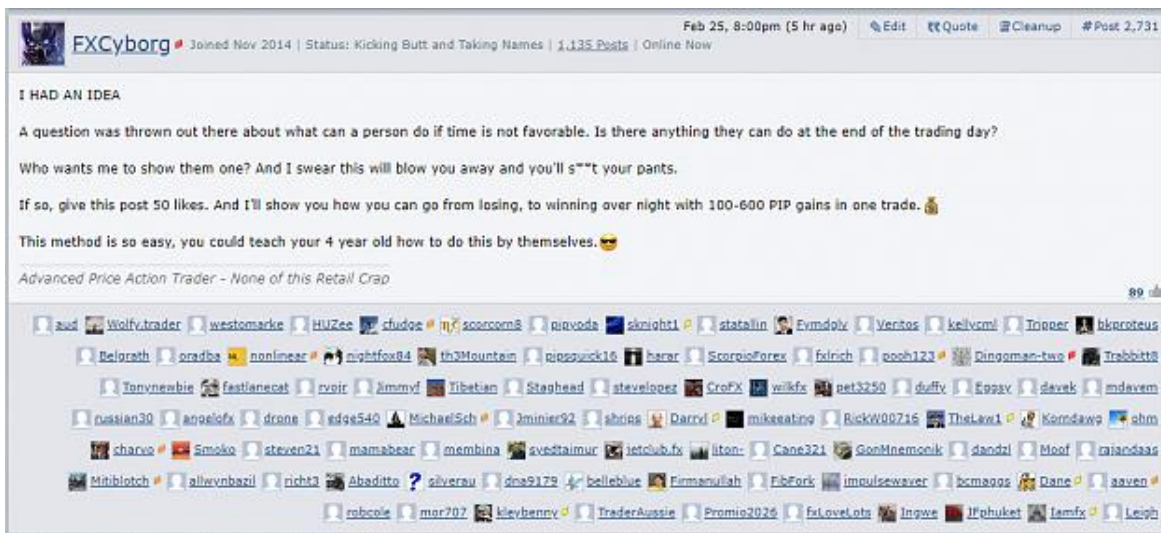 Feb 25, 8:00pm (5 hr ago) Edit Quote Cleanup #Post 2,731
FXCyborg Joined Nov 2014 | Status: Kicking Butt and Taking Names | 1,135 Posts | Online Now
I HAD AN IDEA
A question was thrown out there about what can a person do if time is not favorable. Is there anything they can do at the end of the trading day?
Who wants me to show them one? And I swear this will blow you away and you'll s**t your pants.
If so, give this post 50 likes. And I'll show you how you can go from losing, to winning over night with 100-600 PIP gains in one trade.
This method is so easy, you could teach your 4 year old how to do this by themselves.
Advanced Price Action Trader - None of this Retail Crap
89
aud Wolfy.trader westomarke HUZee cfudge scorcorn8 pipvoda sknight1 statallin Fvmdoly Veritos kellvcml Tripper bkproteus
Belgrath oradba nonlinear nightfox84 th3Mountain pipsquick16 harar ScorpioForex fxlrich pooh123 Dingoman-two Trabbitt8
Tonynewbie fastlanecat rvoir Jimmyf Tibetian Staghead stevelopez CroFX wilkfx pet3250 duffy Eggsy davek mdavem
russian30 angelofx drone edge540 MichaelSch Jminier92 shrips Darryl mikeeating RickW00716 TheLaw1 Korndawg ohm
charvo Smoko steven21 mamabear membina syedtaimur jetclub.fx liton- Cane321 GonMnemonik dandzl Moof rajandaas
Mitiblotch allwynbazil richt3 Abaditto silverau dna9179 belleblue Firmanullah FibFork impulsewaver bcmaggs Dane aaven
robcole mor707 kleybenny TraderAussie Promio2026 fxLoveLots Ingwe JFphuket Iamfx Leigh